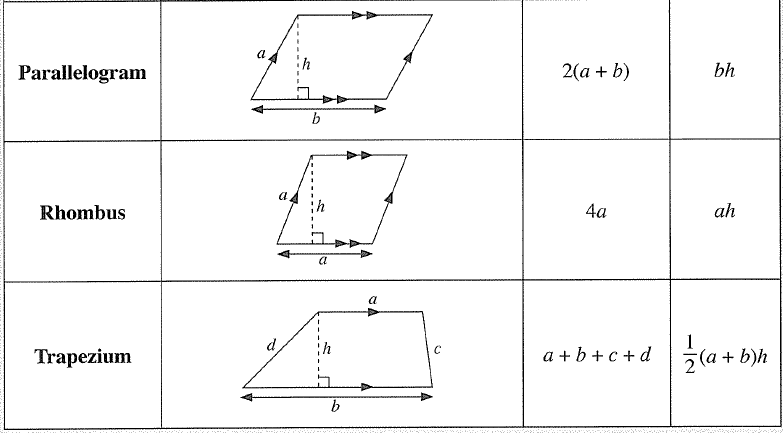 Parallelogram
a
h
b
2(a + b)
bh
Rhombus
a
h
a
4a
ah
Trapezium
a
d
h
c
b
a + b + c + d
1/2(a + b)h